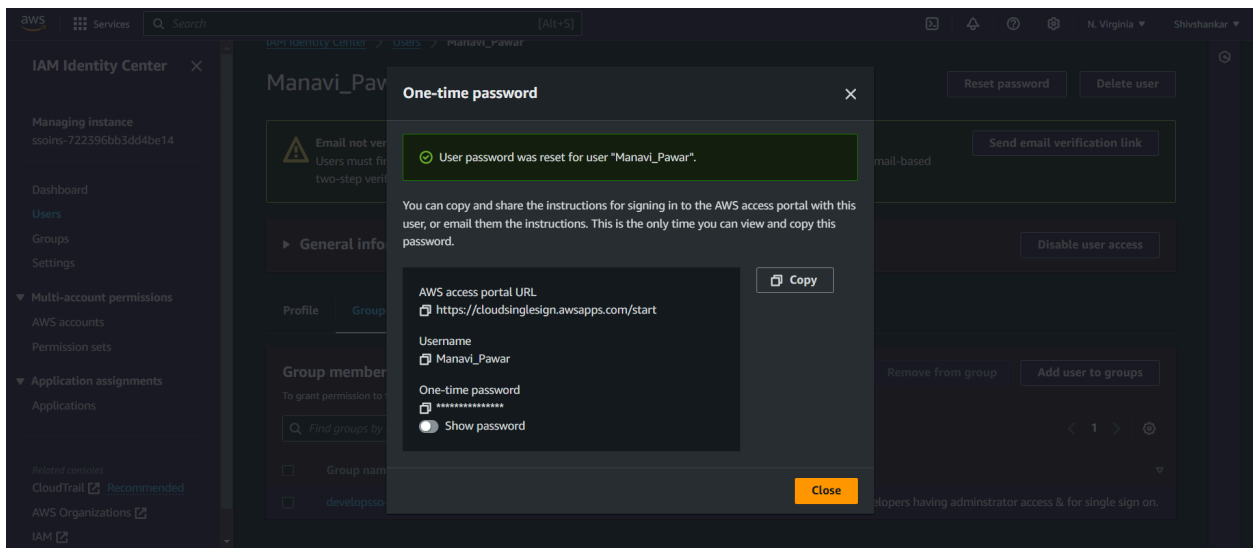 aws
Services
Search
[Alt+S]
N. Virginia
Shivshankar
IAM Identity Center
Managing instance
ssoins-722396bb3dd4be14
Dashboard
Users
Groups
Settings
Multi-account permissions
AWS accounts
Permission sets
Application assignments
Applications
Related consoles
CloudTrail Recommended
AWS Organizations
IAM
IAM Identity Center > Users > Manavi_Pawar
Manavi_Paw
Reset password
Delete user
Email not ver
Users must fir
mail-based
two-step verif
Send email verification link
General info
Disable user access
Profile
Group
Group member
Remove from group
Add user to groups
To grant permission to
Find groups by
1
Group nam
developsso-
elopers having adminstrator access & for single sign on.
One-time password
User password was reset for user "Manavi_Pawar".
You can copy and share the instructions for signing in to the AWS access portal with this
user, or email them the instructions. This is the only time you can view and copy this
password.
Copy
AWS access portal URL
https://cloudsinglesign.awsapps.com/start
Username
Manavi_Pawar
One-time password
***************
Show password
Close